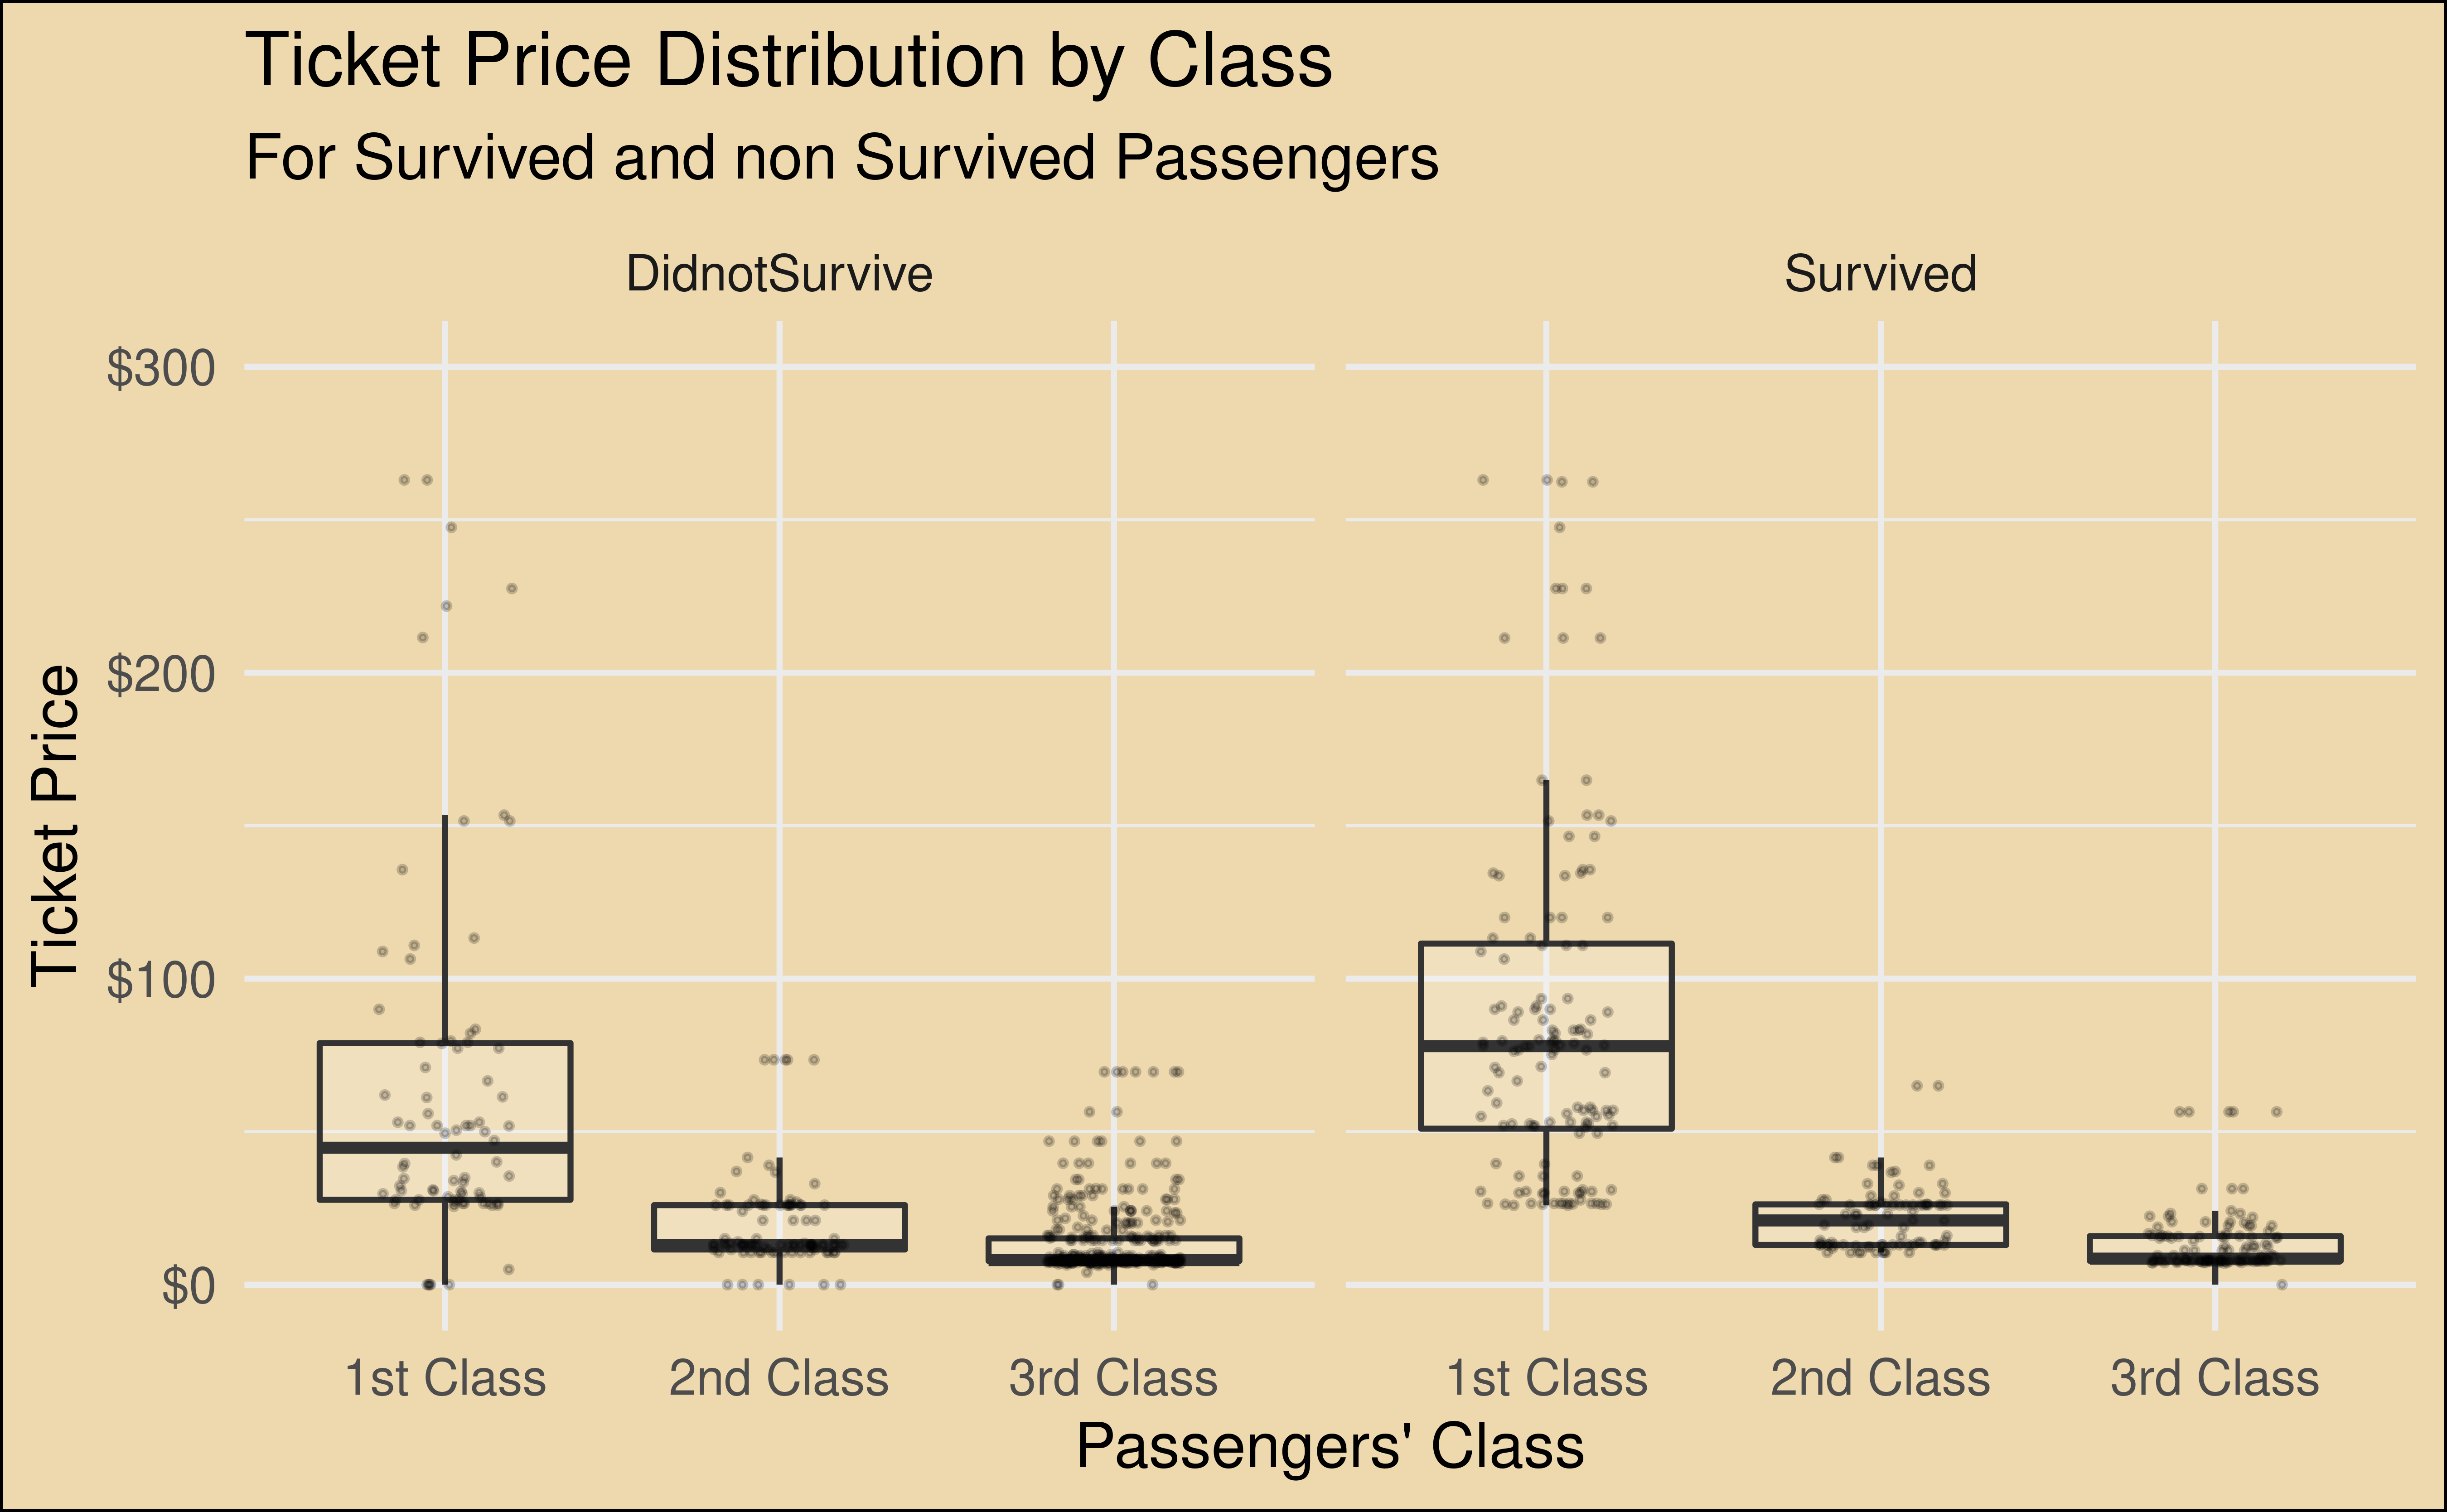 Ticket Price Distribution by Class
For Survived and non Survived Passengers
DidnotSurvive
Survived
Ticket Price
$300
$200
$100
$0
1st Class
2nd Class
3rd Class
1st Class
2nd Class
3rd Class
Passengers' Class